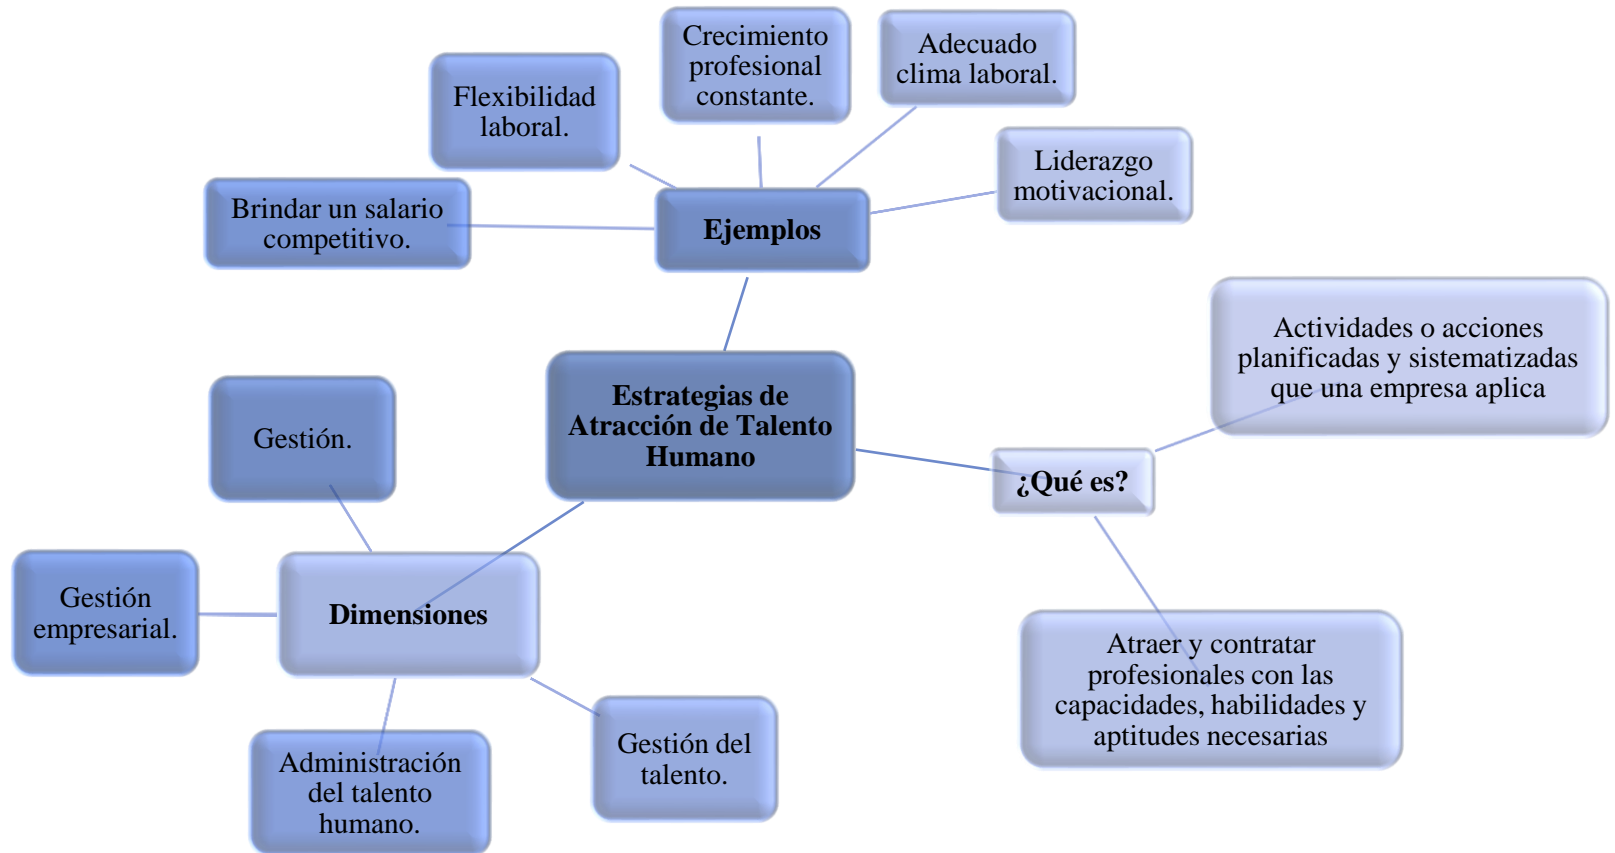 Crecimiento
profesional
constante.
Adecuado
clima laboral.
Flexibilidad
laboral.
Liderazgo
motivacional.
Brindar un salario
competitivo.
Ejemplos
Estrategias de
Atracción de Talento
Humano
Actividades o acciones
planificadas y sistematizadas
que una empresa aplica
¿Qué es?
Atraer y contratar
profesionales con las
capacidades, habilidades y
aptitudes necesarias
Gestión.
Dimensiones
Gestión
empresarial.
Administración
del talento
humano.
Gestión del
talento.